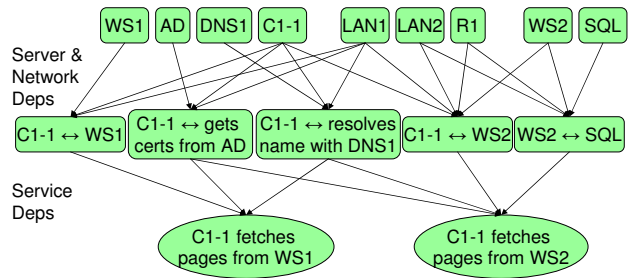 WS1 AD DNS1 C1-1 LAN1 LAN2 R1 WS2 SQL
Server &
Network
Deps
C1-1 ↔ WS1
C1-1 ↔ gets
certs from AD
C1-1 ↔ resolves
name with DNS1
C1-1 ↔ WS2
WS2 ↔ SQL
Service
Deps
C1-1 fetches
pages from WS1
C1-1 fetches
pages from WS2